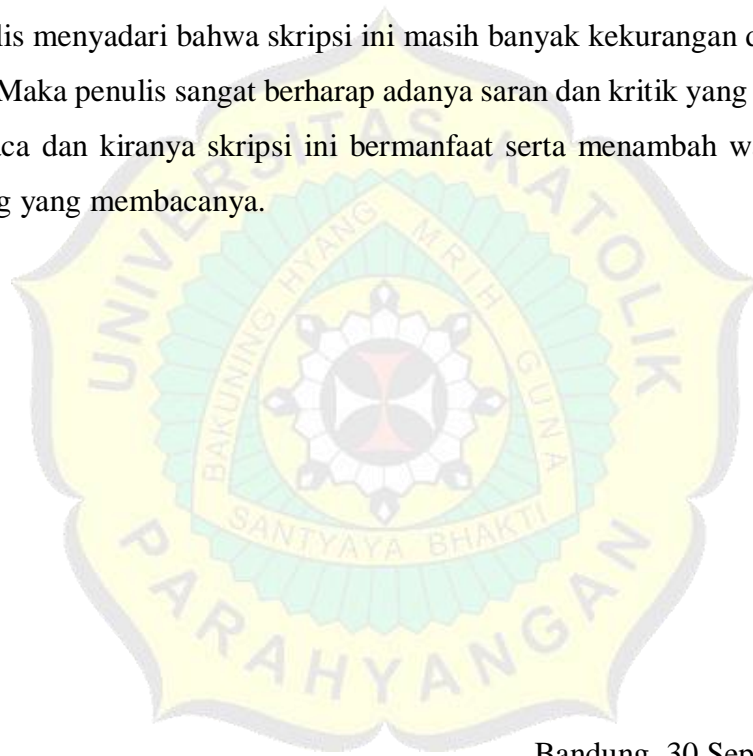 lis menyadari bahwa skripsi ini masih banyak kekurangan d
Maka penulis sangat berharap adanya saran dan kritik yang
ca dan kiranya skripsi ini bermanfaat serta menambah w
g yang membacanya.
UNIVERSITAS KATOLIK
BAKUNING HYANG MRIH GUNA
SANTYAYA BHAKTI
PARAHYANGAN
Bandung, 30 Sep